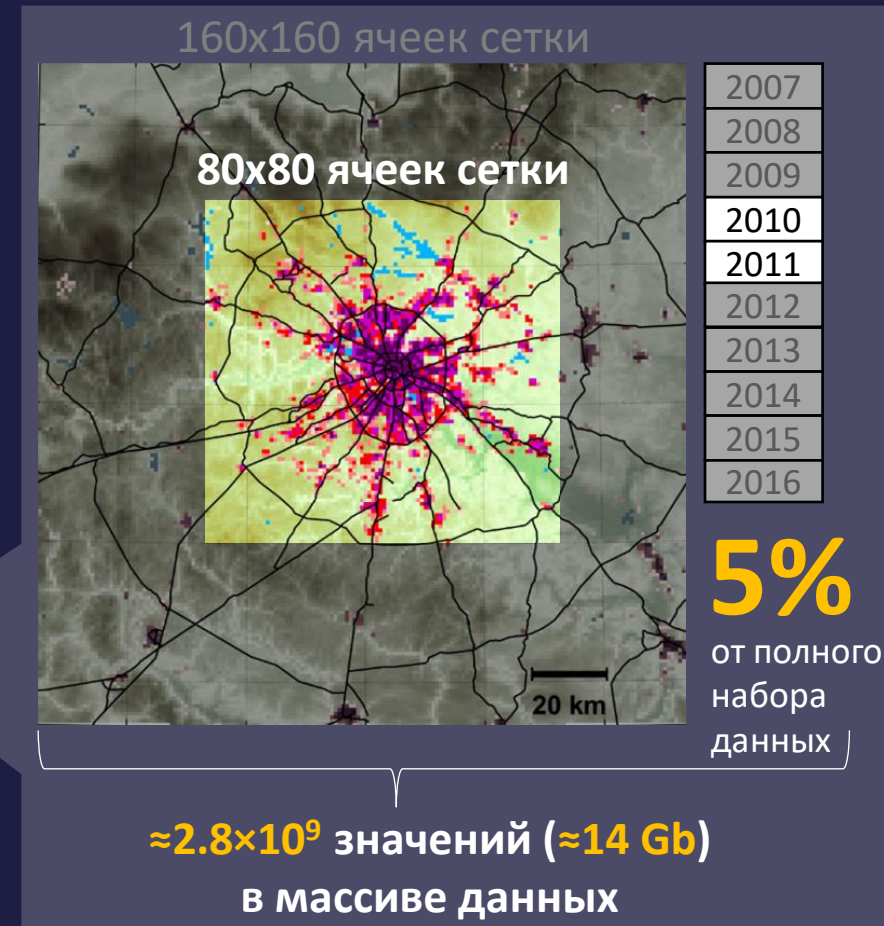 160x160 ячеек сетки
80x80 ячеек сетки
2007
2008
2009
2010
2011
2012
2013
2014
2015
2016
5%
от полного
набора
данных
20 km
≈2.8×10⁹ значений (≈14 Gb)
в массиве данных